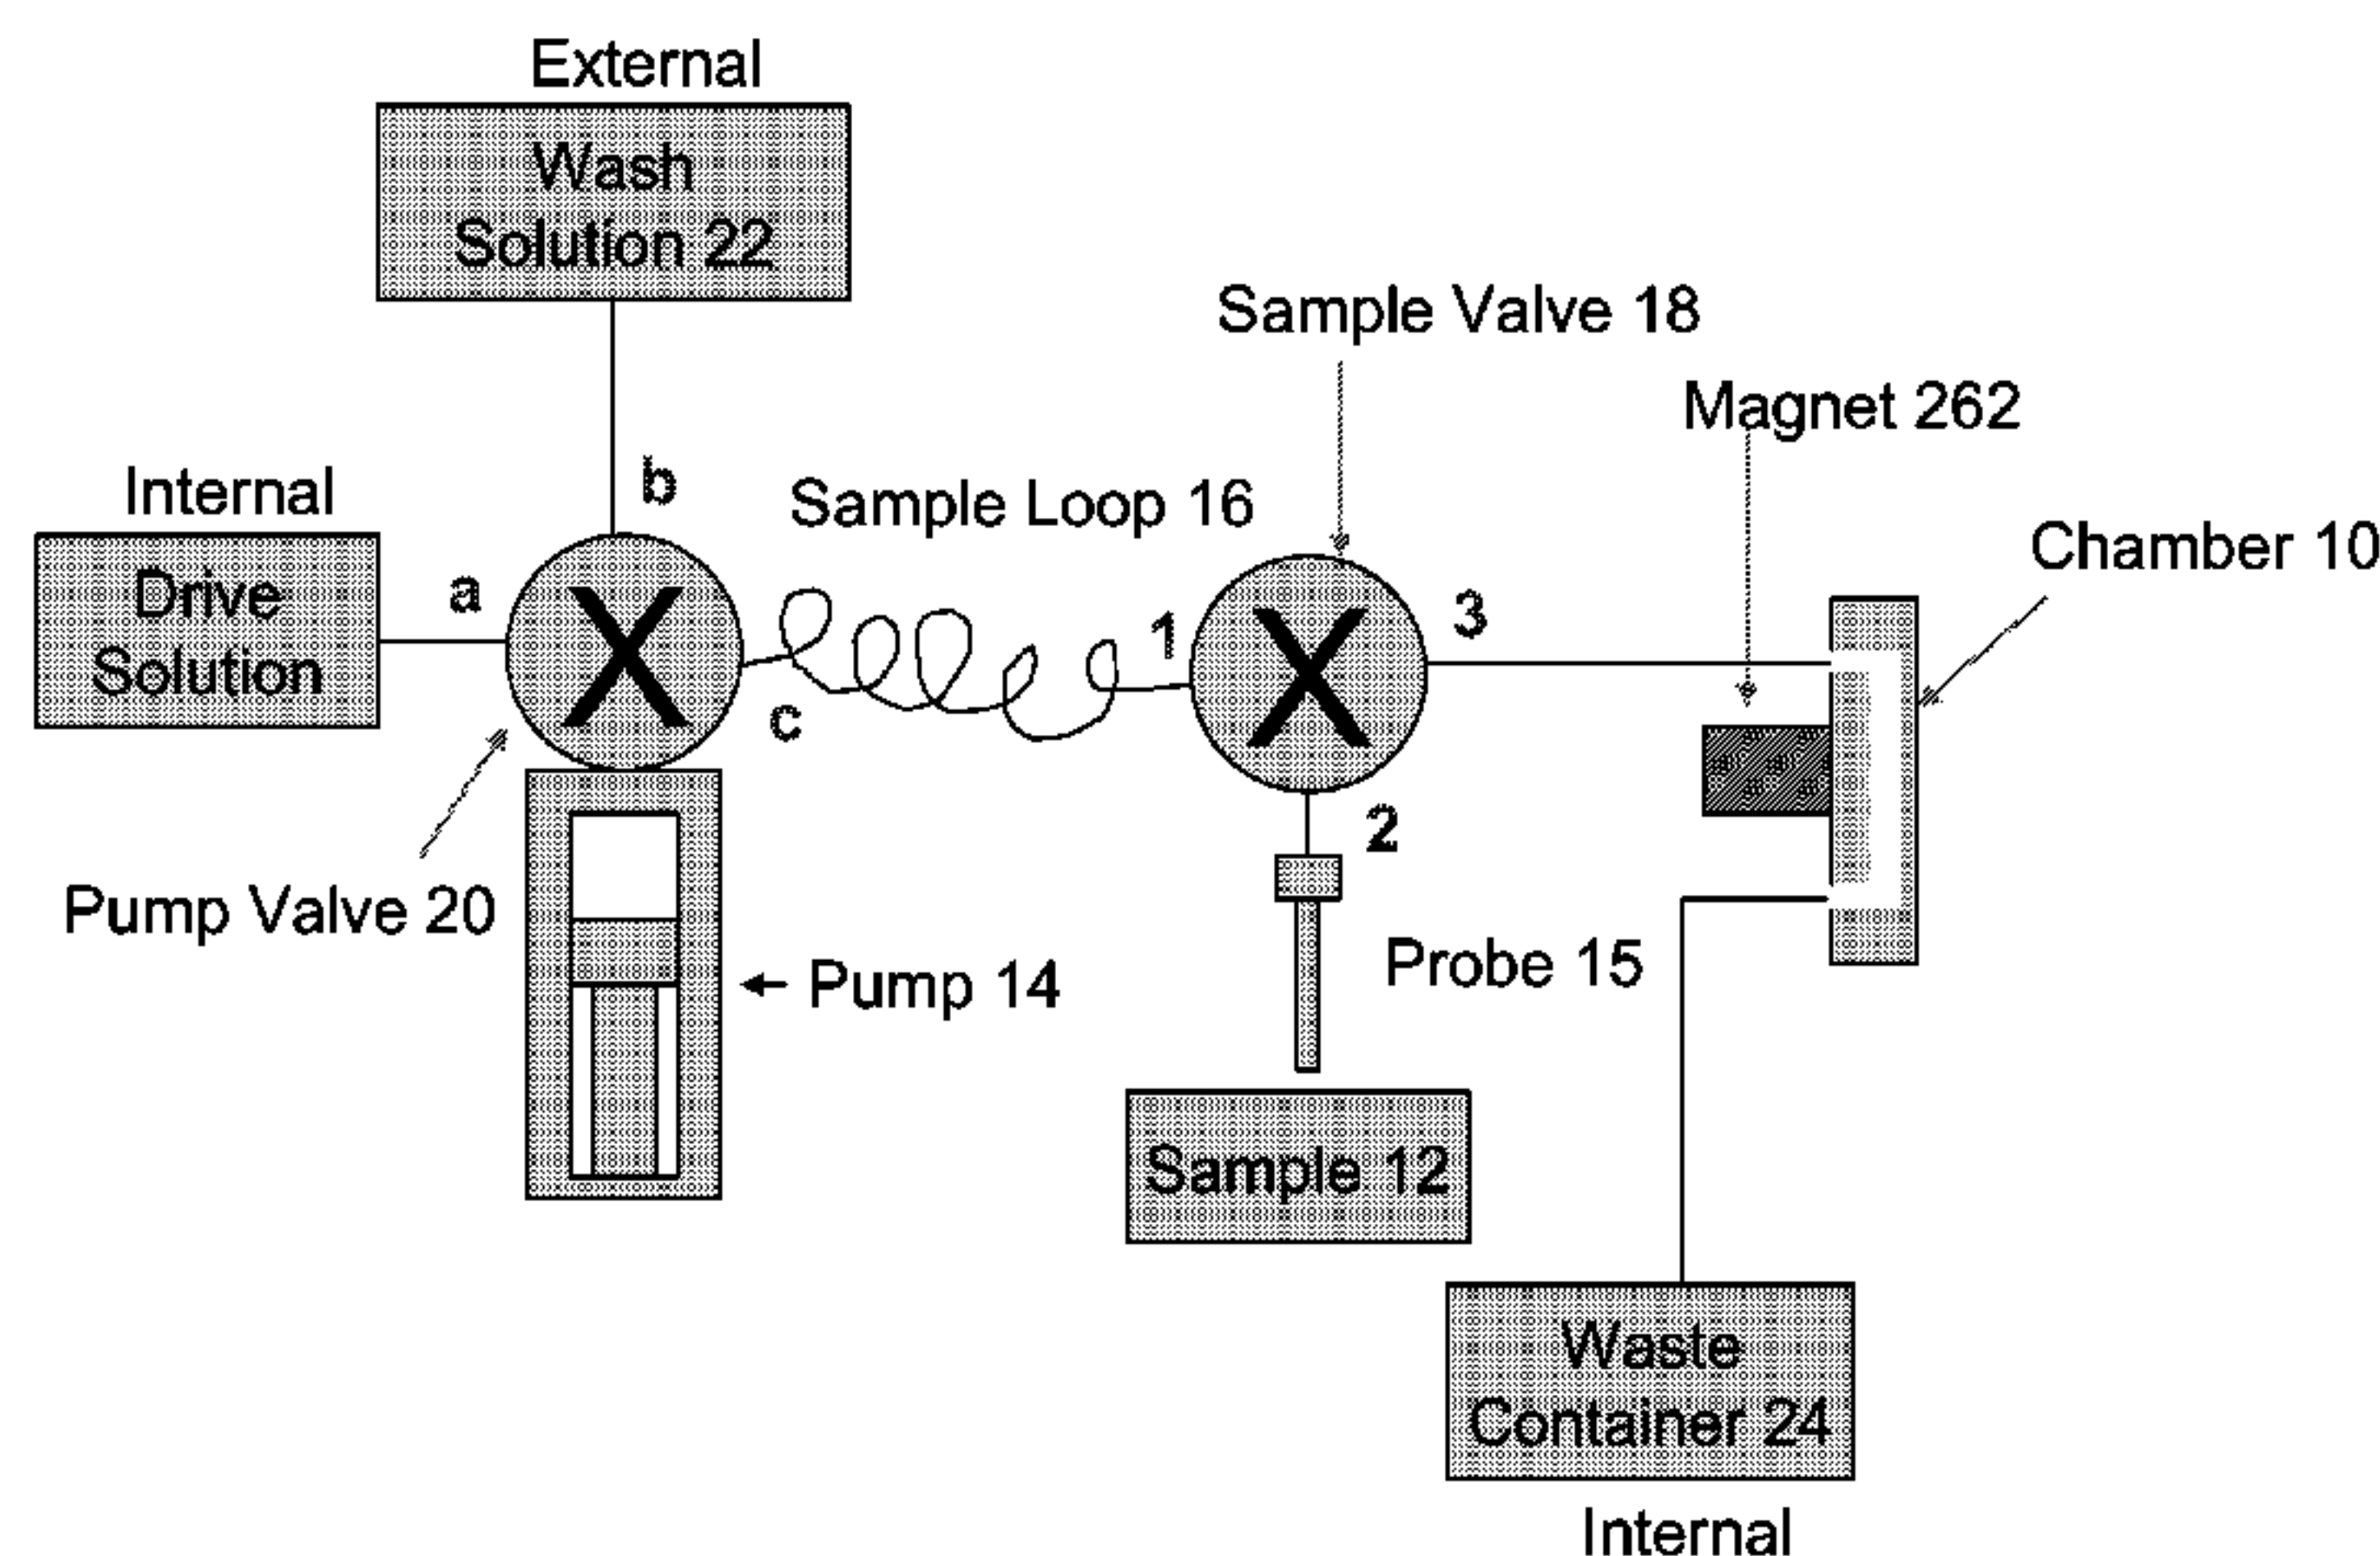 External
Wash
Solution 22
Sample Valve 18
Magnet 262
Internal
b
Sample Loop 16
Chamber 10
Drive
Solution
a
1
3
c
2
Pump Valve 20
Pump 14
Probe 15
Sample 12
Waste
Container 24
Internal